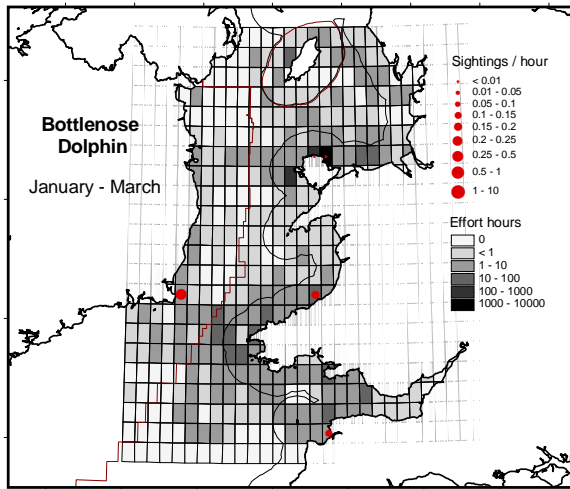 Bottlenose
Dolphin
January - March
Sightings / hour
< 0.01
0.01 - 0.05
0.05 - 0.1
0.1 - 0.15
0.15 - 0.2
0.2 - 0.25
0.25 - 0.5
0.5 - 1
1 - 10
Effort hours
0
< 1
1 - 10
10 - 100
100 - 1000
1000 - 10000